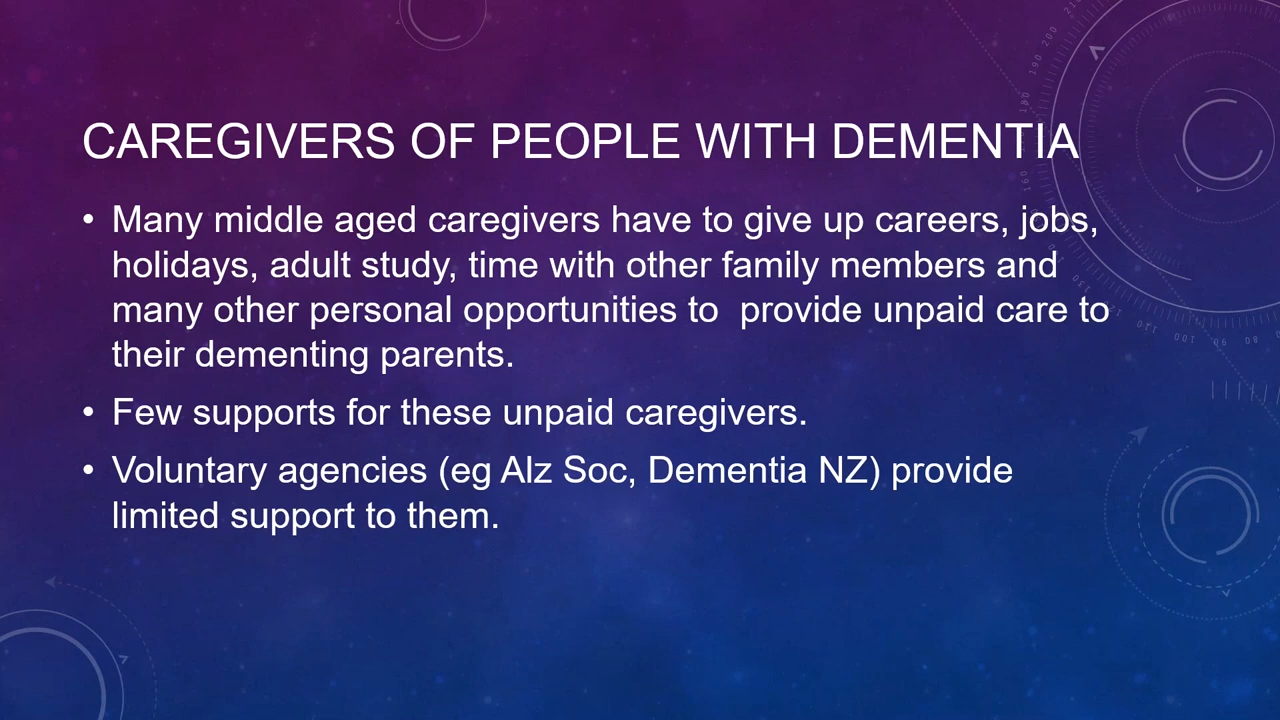 CAREGIVERS OF PEOPLE WITH DEMENTIA
• Many middle aged caregivers have to give up careers, jobs,
holidays, adult study, time with other family members and
many other personal opportunities to  provide unpaid care to
their dementing parents.
• Few supports for these unpaid caregivers.
• Voluntary agencies (eg Alz Soc, Dementia NZ) provide
limited support to them.